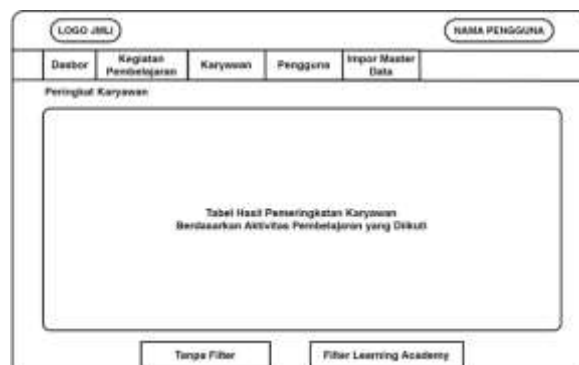 LOGO JMLI
NAMA PENGGUNA
Dasbor
Kegiatan
Pembelajaran
Karyawan
Pengguna
Impor Master
Data
Peringkat Karyawan
Tabel Hasil Pemeringkatan Karyawan
Berdasarkan Aktivitas Pembelajaran yang Diikuti
Tanpa Filter
Filter Learning Academy